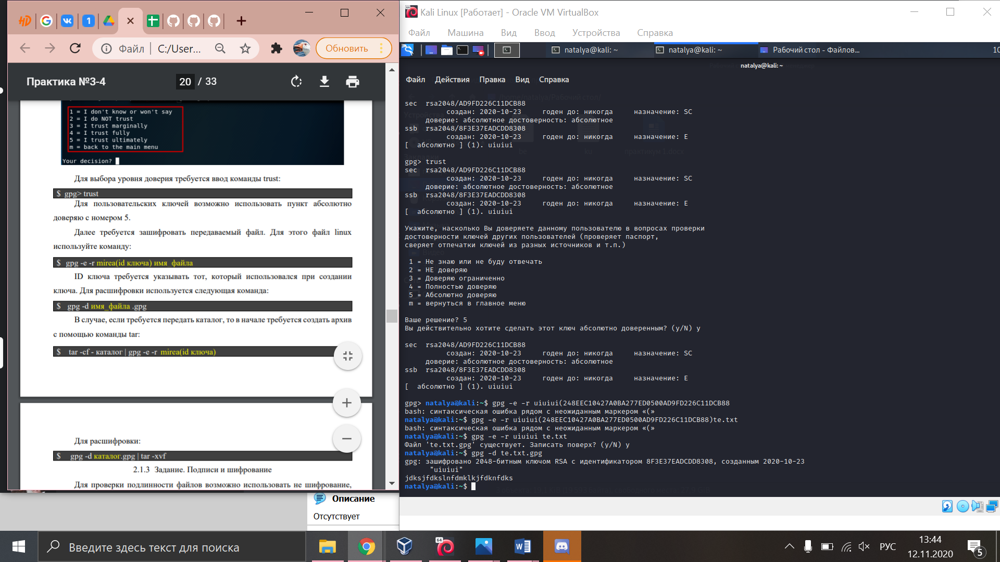 Файл
C:/User...
Обновить
Практика №3-4
20 / 33
1 = I don't know or won't say
2 = I do NOT trust
3 = I trust marginally
4 = I trust fully
5 = I trust ultimately
m = back to the main menu
Your decision?
Для выбора уровня доверия требуется ввод команды trust:
$ gpg> trust
Для пользовательских ключей возможно использовать пункт абсолютно
доверяю с номером 5.
Далее требуется зашифровать передаваемый файл. Для этого файл linux
используйте команду:
$ gpg -e -r mirea(id ключа) имя_файла
ID ключа требуется указывать тот, который использовался при создании
ключа. Для расшифровки используется следующая команда:
$ gpg -d имя_файла .gpg
В случае, если требуется передать каталог, то в начале требуется создать архив
с помощью команды tar:
$ tar -cf - каталог | gpg -e -r mirea(id ключа)
Для расшифровки:
$ gpg -d каталог.gpg | tar -xvf
2.1.3 Задание. Подписи и шифрование
Для проверки подлинности файлов возможно использовать не шифрование,
Описание
Отсутствует
Kali Linux [Работает] - Oracle VM VirtualBox
Файл Машина Вид Ввод Устройства Справка
natalya@kali: ~
natalya@kali: ~
Рабочий стол - Файлов...
10
natalya@kali: ~
Файл Действия Правка Вид Справка
sec rsa2048/AD9FD226C11DCB88
создан: 2020-10-23 годен до: никогда назначение: SC
доверие: абсолютное достоверность: абсолютное
ssb rsa2048/8F3E37EADCDD8308
создан: 2020-10-23 годен до: никогда назначение: E
[ абсолютно ] (1). uiuiui
gpg> trust
sec rsa2048/AD9FD226C11DCB88
создан: 2020-10-23 годен до: никогда назначение: SC
доверие: абсолютное достоверность: абсолютное
ssb rsa2048/8F3E37EADCDD8308
создан: 2020-10-23 годен до: никогда назначение: E
[ абсолютно ] (1). uiuiui
Укажите, насколько Вы доверяете данному пользователю в вопросах проверки
достоверности ключей других пользователей (проверяет паспорт,
сверяет отпечатки ключей из разных источников и т.п.)
1 = Не знаю или не буду отвечать
2 = НЕ доверяю
3 = Доверяю ограниченно
4 = Полностью доверяю
5 = Абсолютно доверяю
m = вернуться в главное меню
Ваше решение? 5
Вы действительно хотите сделать этот ключ абсолютно доверенным? (y/N) y
sec rsa2048/AD9FD226C11DCB88
создан: 2020-10-23 годен до: никогда назначение: SC
доверие: абсолютное достоверность: абсолютное
ssb rsa2048/8F3E37EADCDD8308
создан: 2020-10-23 годен до: никогда назначение: E
[ абсолютно ] (1). uiuiui
gpg> natalya@kali:~$ gpg -e -r uiuiui(248EEC10427A0BA277ED0500AD9FD226C11DCB88
bash: синтаксическая ошибка рядом с неожиданным маркером «(»
natalya@kali:~$ gpg -e -r uiuiui(248EEC10427A0BA277ED0500AD9FD226C11DCB88)te.txt
bash: синтаксическая ошибка рядом с неожиданным маркером «(»
natalya@kali:~$ gpg -e -r uiuiui te.txt
Файл 'te.txt.gpg' существует. Записать поверх? (y/N) y
natalya@kali:~$ gpg -d te.txt.gpg
gpg: зашифровано 2048-битным ключом RSA с идентификатором 8F3E37EADCDD8308, созданным 2020-10-23
"uiuiui"
jdksjfdkslnfdmklkjfdknfdks
natalya@kali:~$
Введите здесь текст для поиска
64
РУС
13:44
12.11.2020
5